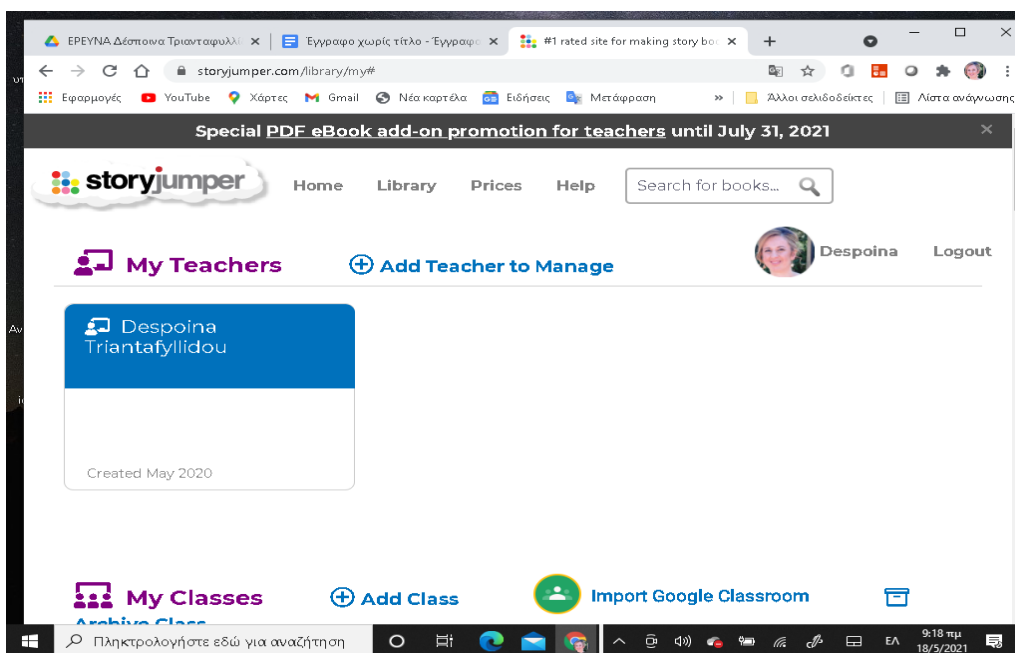 ΕΡΕΥΝΑ Δέσποινα Τριανταφυλλί
Έγγραφο χωρίς τίτλο - Έγγραφο
#1 rated site for making story boo
storyjumper.com/library/my#
Εφαρμογές YouTube Χάρτες Gmail Νέα καρτέλα Ειδήσεις Μετάφραση » Άλλοι σελιδοδείκτες Λίστα ανάγνωσης
Special PDF eBook add-on promotion for teachers until July 31, 2021
storyjumper Home Library Prices Help Search for books...
Despoina Logout
My Teachers Add Teacher to Manage
Despoina
Triantafyllidou
Created May 2020
My Classes Add Class Import Google Classroom
Archive Class
Πληκτρολογήστε εδώ για αναζήτηση
ΕΛ
9:18 πμ
18/5/2021